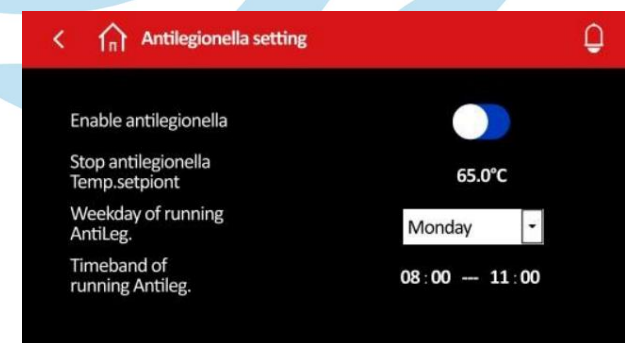 Antilegionella setting
Enable antilegionella
Stop antilegionella
Temp.setpiont
65.0°C
Weekday of running
AntiLeg.
Monday
Timeband of
running Antileg.
08:00 --- 11:00